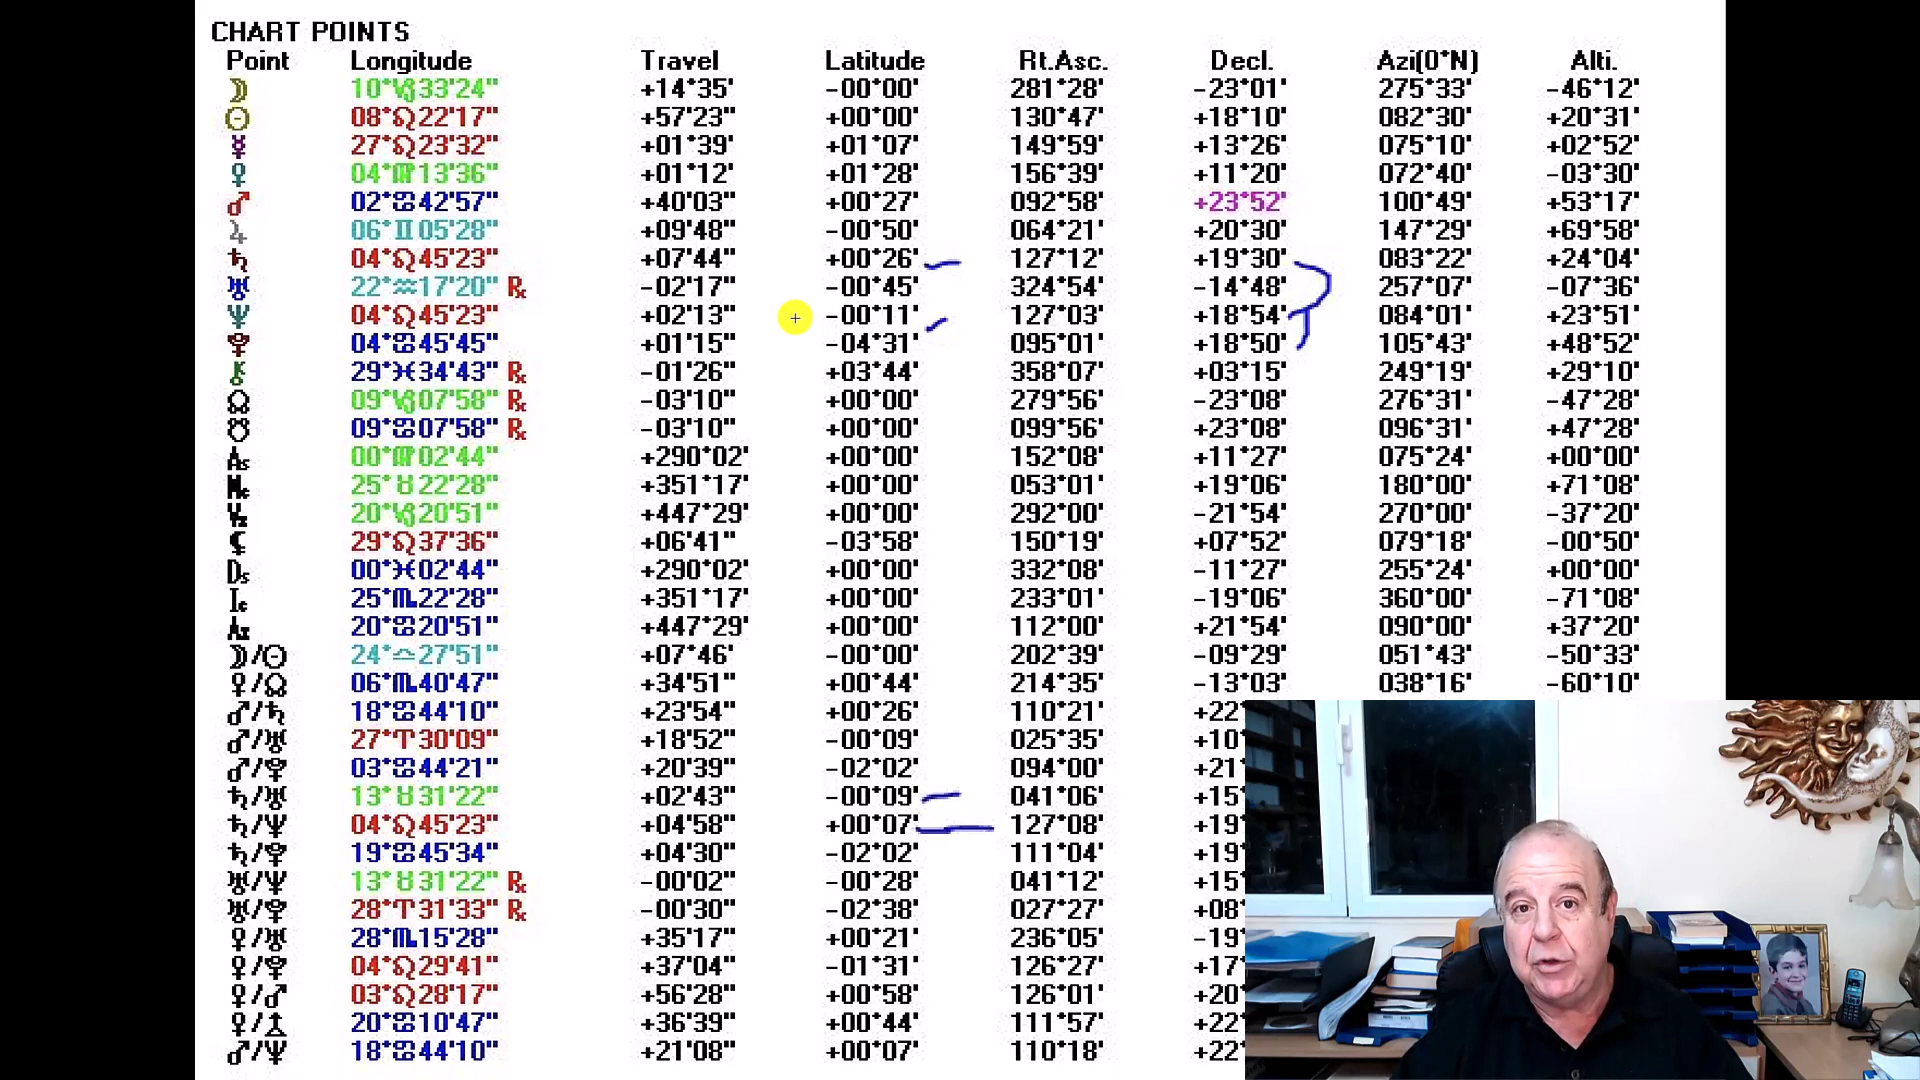 CHART POINTS
Point Longitude Travel Latitude Rt.Asc. Decl. Azi(0°N) Alti.
☽ 10°♑33'24" +14°35' -00°00' 281°28' -23°01' 275°33' -46°12'
☉ 08°♌22'17" +57'23" +00°00' 130°47' +18°10' 082°30' +20°31'
☿ 27°♌23'32" +01°39' +01°07' 149°59' +13°26' 075°10' +02°52'
♀ 04°♍13'36" +01°12' +01°28' 156°39' +11°20' 072°40' -03°30'
♂ 02°♋42'57" +40'03" +00°27' 092°58' +23°52' 100°49' +53°17'
♃ 06°♊05'28" +09'48" -00°50' 064°21' +20°30' 147°29' +69°58'
♄ 04°♌45'23" +07'44" +00°26' 127°12' +19°30' 083°22' +24°04'
♅ 22°♒17'20" ℞ -02'17" -00°45' 324°54' -14°48' 257°07' -07°36'
♆ 04°♌45'23" +02'13" -00°11' 127°03' +18°54' 084°01' +23°51'
♇ 04°♋45'45" +01'15" -04°31' 095°01' +18°50' 105°43' +48°52'
⚷ 29°♓34'43" ℞ -01'26" +03°44' 358°07' +03°15' 249°19' +29°10'
☊ 09°♑07'58" ℞ -03'10" +00°00' 279°56' -23°08' 276°31' -47°28'
☋ 09°♋07'58" ℞ -03'10" +00°00' 099°56' +23°08' 096°31' +47°28'
As 00°♍02'44" +290°02' +00°00' 152°08' +11°27' 075°24' +00°00'
Mc 25°♉22'28" +351°17' +00°00' 053°01' +19°06' 180°00' +71°08'
Vx 20°♑20'51" +447°29' +00°00' 292°00' -21°54' 270°00' -37°20'
⚸ 29°♌37'36" +06'41" -03°58' 150°19' +07°52' 079°18' -00°50'
Ds 00°♓02'44" +290°02' +00°00' 332°08' -11°27' 255°24' +00°00'
Ic 25°♏22'28" +351°17' +00°00' 233°01' -19°06' 360°00' -71°08'
Az 20°♋20'51" +447°29' +00°00' 112°00' +21°54' 090°00' +37°20'
☽/☉ 24°♎27'51" +07°46' -00°00' 202°39' -09°29' 051°43' -50°33'
♀/☊ 06°♏40'47" +34'51" +00°44' 214°35' -13°03' 038°16' -60°10'
♂/♄ 18°♋44'10" +23'54" +00°26' 110°21' +22°
♂/♅ 27°♈30'09" +18'52" -00°09' 025°35' +10°
♂/♇ 03°♋44'21" +20'39" -02°02' 094°00' +21°
♄/♅ 13°♉31'22" +02'43" -00°09' 041°06' +15°
♄/♆ 04°♌45'23" +04'58" +00°07' 127°08' +19°
♄/♇ 19°♋45'34" +04'30" -02°02' 111°04' +19°
♅/♆ 13°♉31'22" ℞ -00'02" -00°28' 041°12' +15°
♅/♇ 28°♈31'33" ℞ -00'30" -02°38' 027°27' +08°
♀/♅ 28°♏15'28" +35'17" +00°21' 236°05' -19°
♀/♇ 04°♌29'41" +37'04" -01°31' 126°27' +17°
♀/♂ 03°♌28'17" +56'28" +00°58' 126°01' +20°
♀/⯓ 20°♋10'47" +36'39" +00°44' 111°57' +22°
♂/♆ 18°♋44'10" +21'08" +00°07' 110°18' +22°